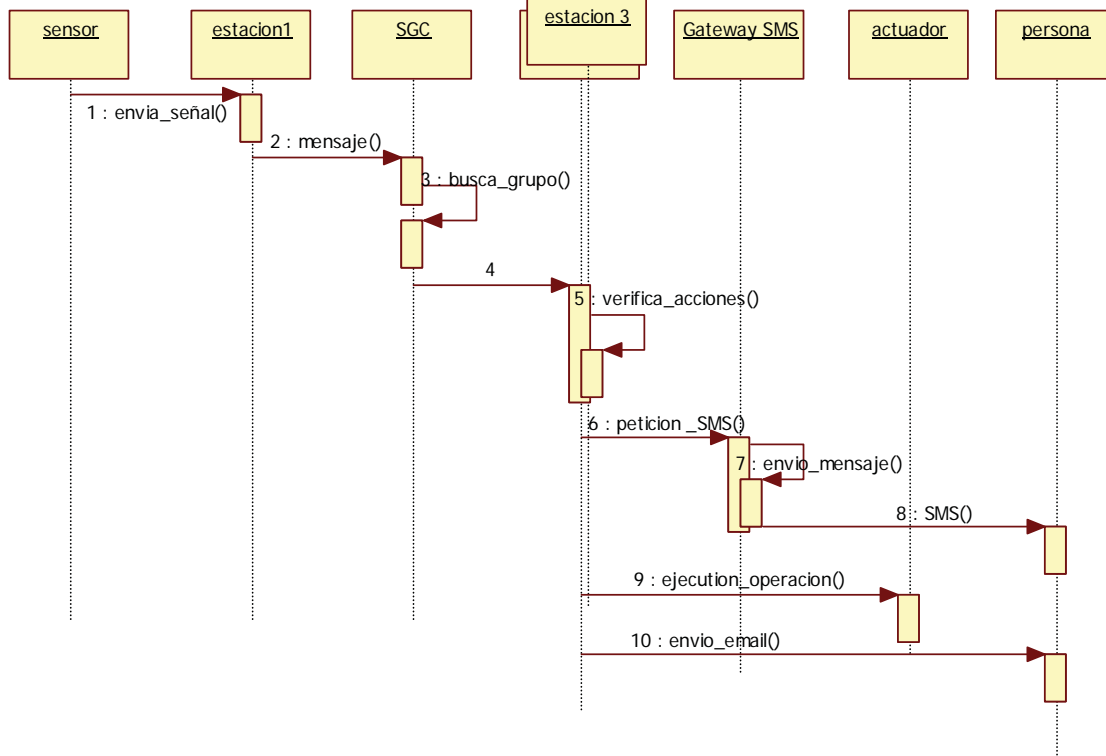 sensor
estacion1
SGC
estacion 3
Gateway SMS
actuador
persona
1 : envia_señal()
2 : mensaje()
3 : busca_grupo()
4
5 : verifica_acciones()
6 : peticion _SMS()
7 : envio_mensaje()
8 : SMS()
9 : ejecution_operacion()
10 : envio_email()